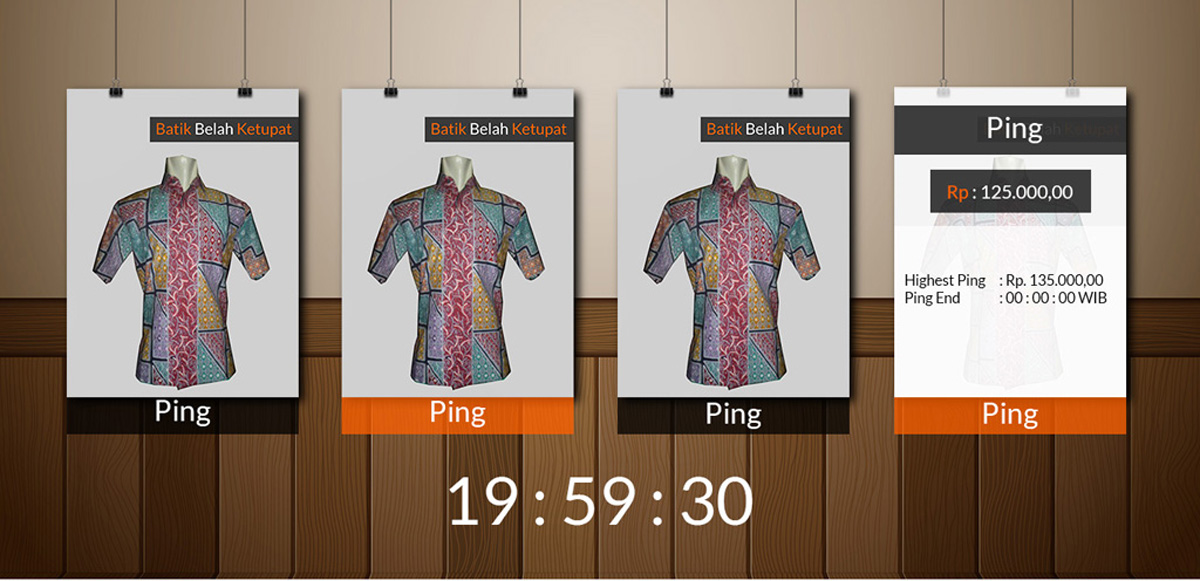 Batik Belah Ketupat
Ping
Batik Belah Ketupat
Ping
Batik Belah Ketupat
Ping
Ping
Rp : 125.000,00
Highest Ping : Rp. 135.000,00
Ping End : 00 : 00 : 00 WIB
Ping
19 : 59 : 30